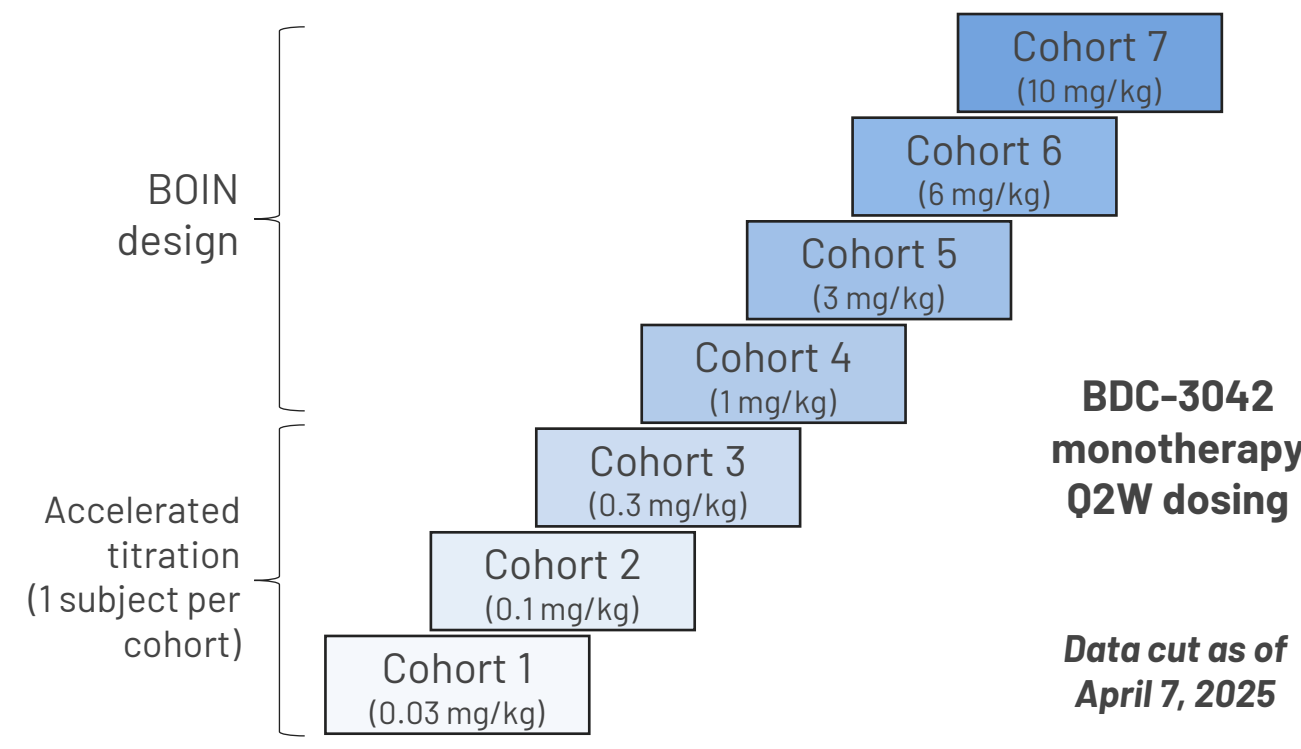 Cohort 7
(10 mg/kg)
Cohort 6
(6 mg/kg)
BOIN
design
Cohort 5
(3 mg/kg)
Cohort 4
(1 mg/kg)
BDC-3042
monotherapy
Q2W dosing
Cohort 3
(0.3 mg/kg)
Accelerated
titration
(1 subject per
cohort)
Cohort 2
(0.1 mg/kg)
Cohort 1
(0.03 mg/kg)
Data cut as of
April 7, 2025